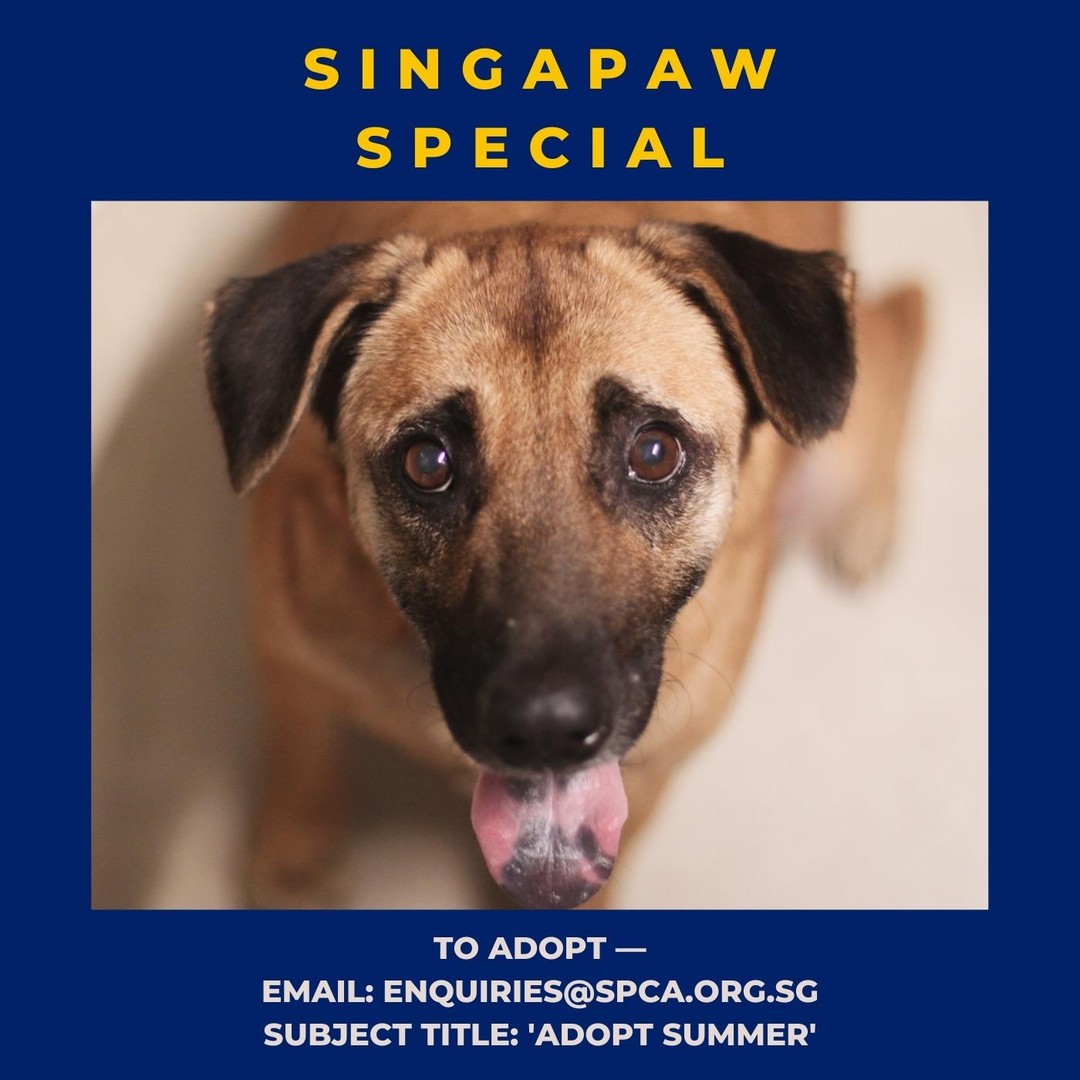 SINGAPAW
SPECIAL
TO ADOPT —
EMAIL: ENQUIRIES@SPCA.ORG.SG
SUBJECT TITLE: 'ADOPT SUMMER'